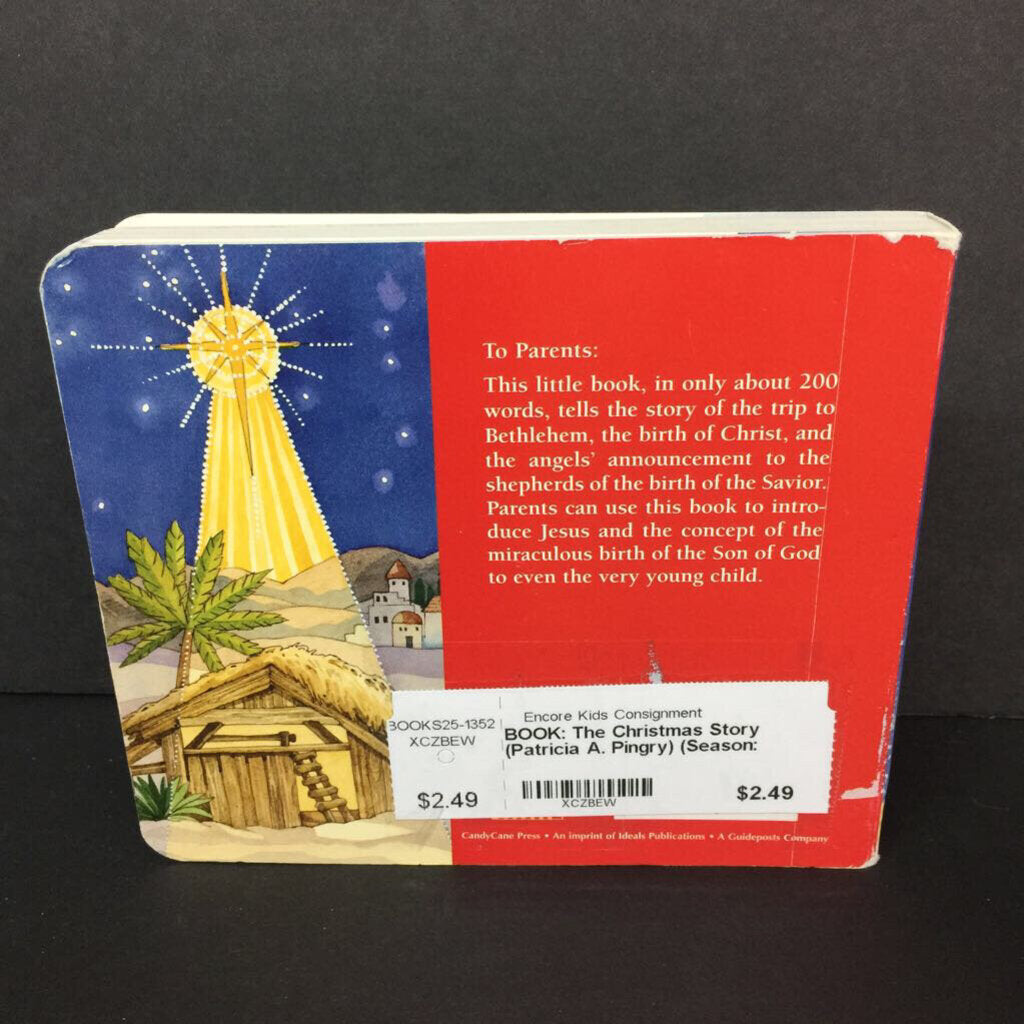 To Parents:
This little book, in only about 200
words, tells the story of the trip to
Bethlehem, the birth of Christ, and
the angels' announcement to the
shepherds of the birth of the Savior.
Parents can use this book to intro-
duce Jesus and the concept of the
miraculous birth of the Son of God
to even the very young child.
BOOKS25-1352
XCZBEW
$2.49
Encore Kids Consignment
BOOK: The Christmas Story
(Patricia A. Pingry) (Season:
XCZBEW
$2.49
CandyCane Press • An imprint of Ideals Publications • A Guideposts Company